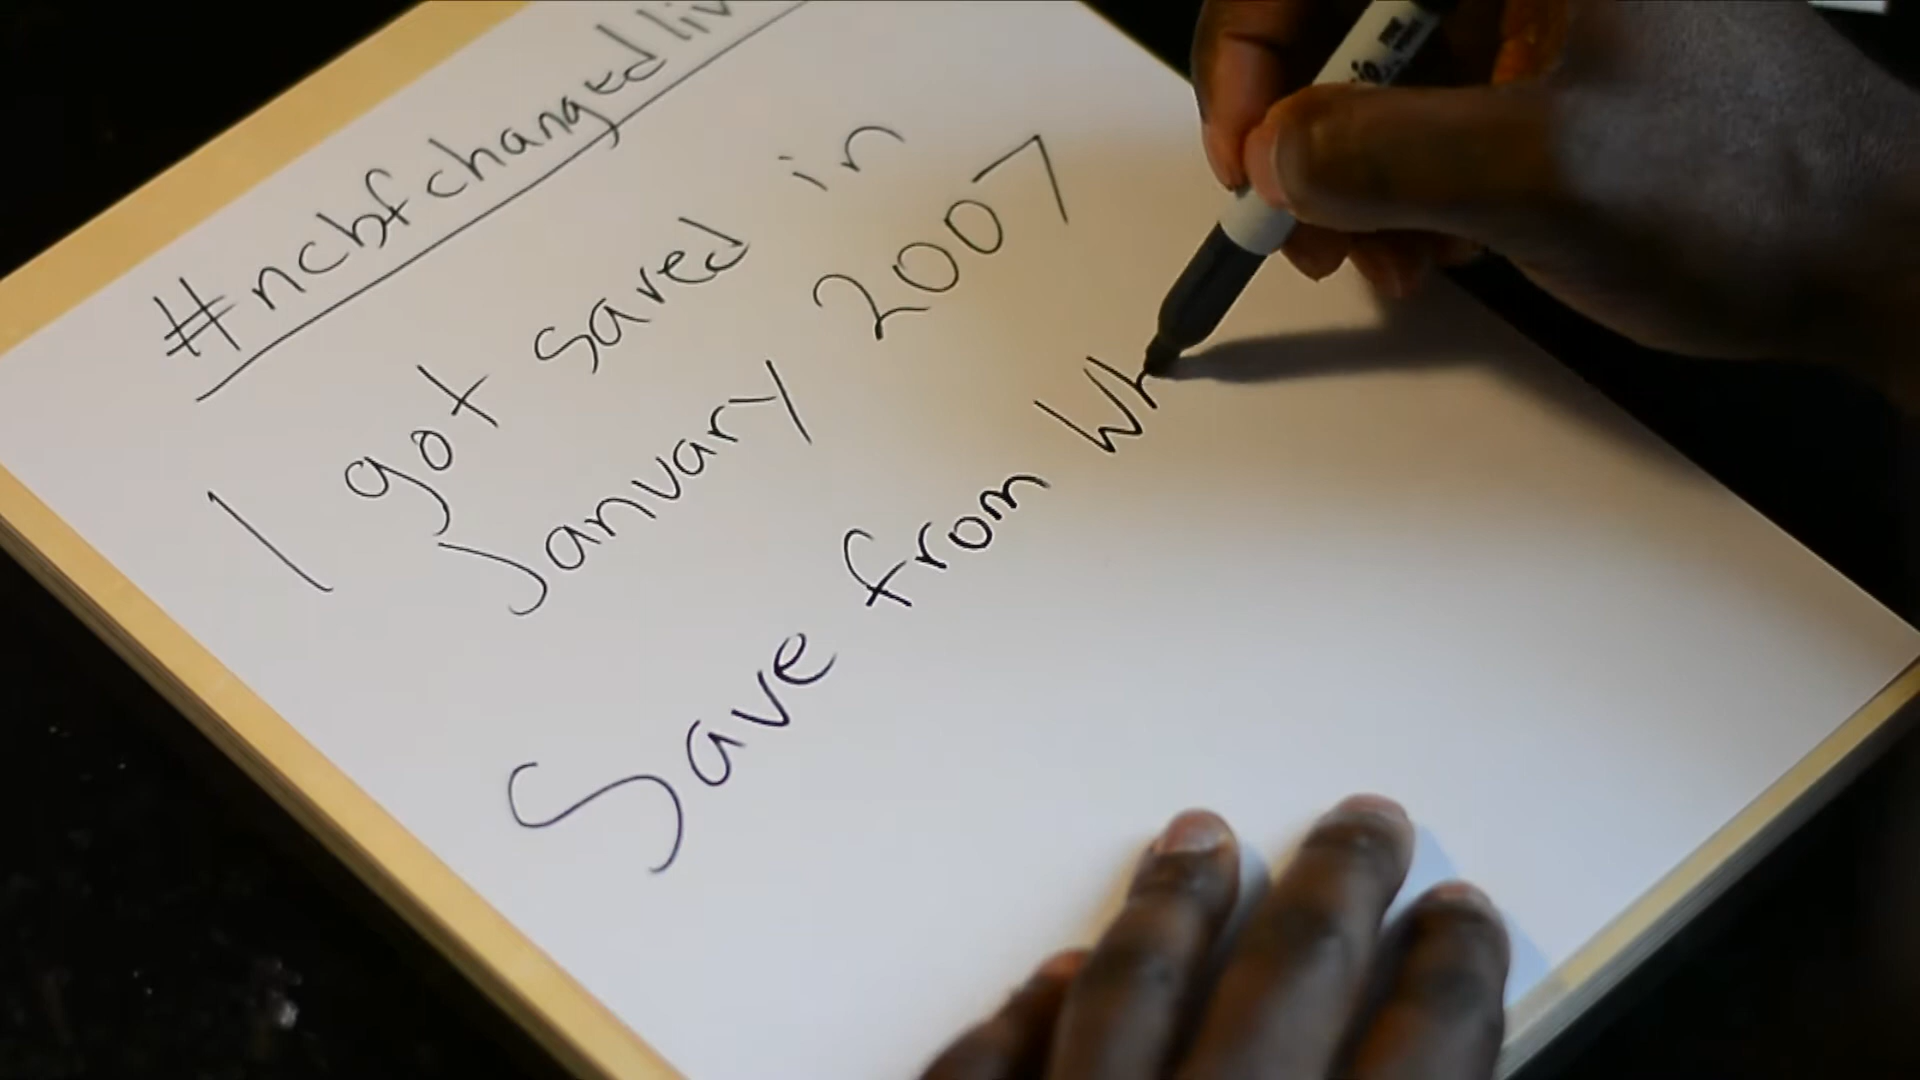 #ncbfchangedliv
I got saved in
January 2007
Save from Wh